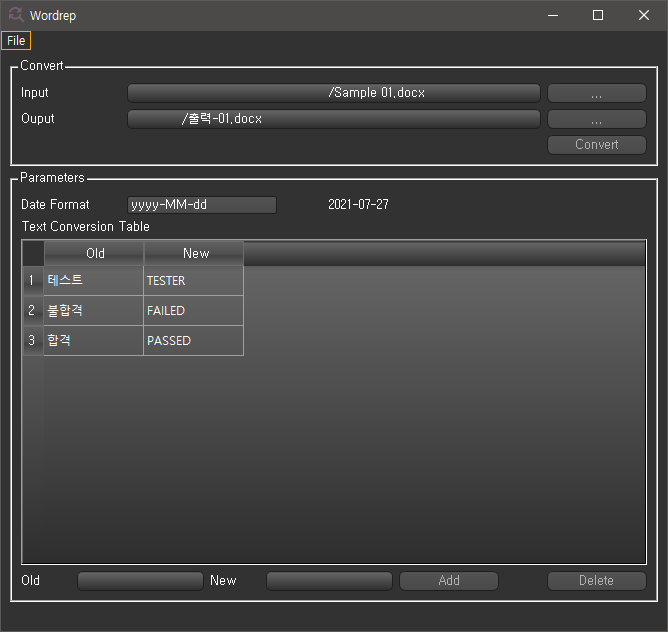 Wordrep
File
Convert
Input /Sample 01.docx ...
Ouput /출력-01.docx ...
Convert
Parameters
Date Format yyyy-MM-dd 2021-07-27
Text Conversion Table
Old New
1 테스트 TESTER
2 불합격 FAILED
3 합격 PASSED
Old New Add Delete